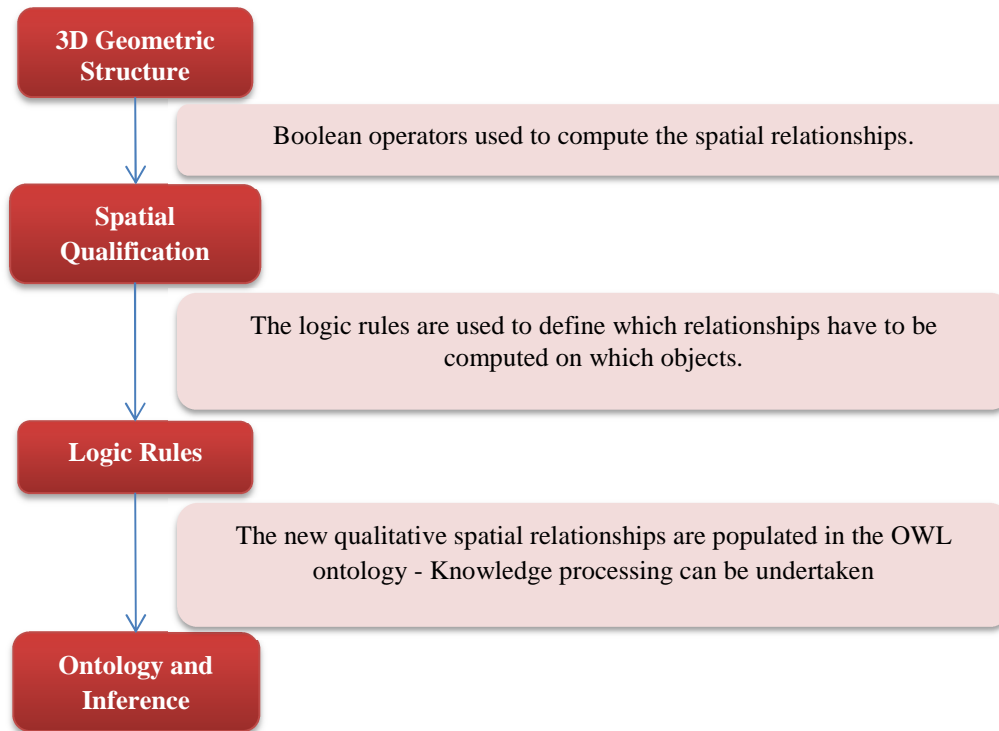 3D Geometric
Structure
Boolean operators used to compute the spatial relationships.
Spatial
Qualification
The logic rules are used to define which relationships have to be
computed on which objects.
Logic Rules
The new qualitative spatial relationships are populated in the OWL
ontology - Knowledge processing can be undertaken
Ontology and
Inference